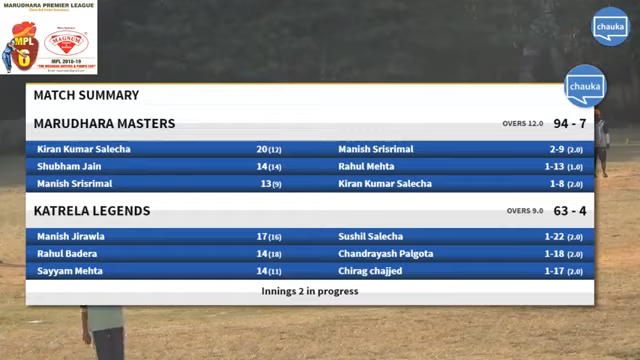 MARUDHARA PREMIER LEAGUE
MPL
6
MAGNUM
MPL 2018-19
chauka
chauka
MATCH SUMMARY
MARUDHARA MASTERS OVERS 12.0 94 - 7
Kiran Kumar Salecha 20 (12) Manish Srisrimal 2-9 (2.0)
Shubham Jain 14 (14) Rahul Mehta 1-13 (1.0)
Manish Srisrimal 13 (9) Kiran Kumar Salecha 1-8 (2.0)
KATRELA LEGENDS OVERS 9.0 63 - 4
Manish Jirawla 17 (16) Sushil Salecha 1-22 (2.0)
Rahul Badera 14 (18) Chandrayash Palgota 1-18 (2.0)
Sayyam Mehta 14 (11) Chirag chajjed 1-17 (2.0)
Innings 2 in progress